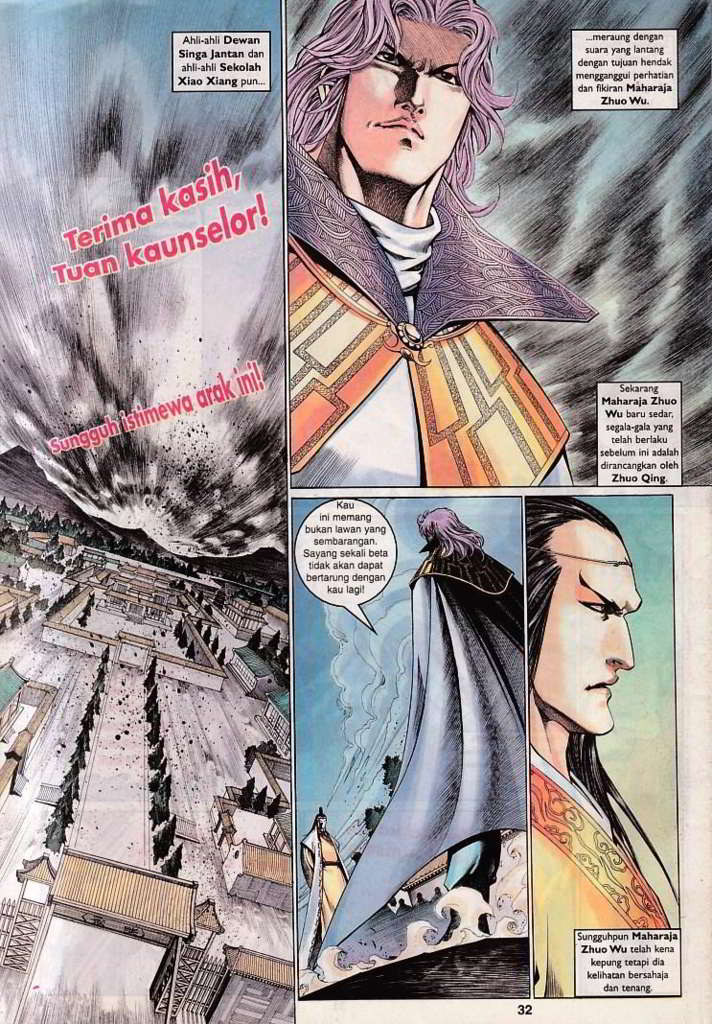 Ahli-ahli Dewan
Singa Jantan dan
ahli-ahli Sekolah
Xiao Xiang pun...
Terima kasih,
Tuan kaunselor!
Sungguh istimewa arak ini!
...meraung dengan
suara yang lantang
dengan tujuan hendak
mengganggui perhatian
dan fikiran Maharaja
Zhuo Wu.
Sekarang
Maharaja Zhuo
Wu baru sedar,
segala-gala yang
telah berlaku
sebelum ini adalah
dirancangkan oleh
Zhuo Qing.
Kau
ini memang
bukan lawan yang
sembarangan.
Sayang sekali beta
tidak akan dapat
bertarung dengan
kau lagi!
Sungguhpun Maharaja
Zhuo Wu telah kena
kepung tetapi dia
kelihatan bersahaja
dan tenang.
32